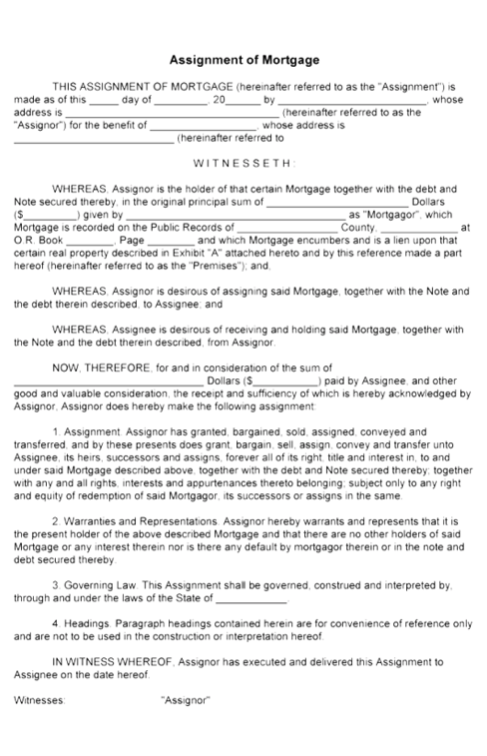 Assignment of Mortgage
THIS ASSIGNMENT OF MORTGAGE (hereinafter referred to as the "Assignment") is
made as of this _____ day of _________, 20______ by __________________________, whose
address is ________________________________________ (hereinafter referred to as the
"Assignor") for the benefit of ___________________, whose address is
______________________________ (hereinafter referred to
W I T N E S S E T H :
WHEREAS, Assignor is the holder of that certain Mortgage together with the debt and
Note secured thereby, in the original principal sum of __________________________ Dollars
($__________) given by ________________________________________ as "Mortgagor", which
Mortgage is recorded on the Public Records of __________________ County, ______________ at
O.R. Book _________, Page _________ and which Mortgage encumbers and is a lien upon that
certain real property described in Exhibit "A" attached hereto and by this reference made a part
hereof (hereinafter referred to as the "Premises"); and
WHEREAS, Assignor is desirous of assigning said Mortgage, together with the Note and
the debt therein described, to Assignee; and
WHEREAS, Assignee is desirous of receiving and holding said Mortgage, together with
the Note and the debt therein described, from Assignor.
NOW, THEREFORE, for and in consideration of the sum of
___________________________________ Dollars ($____________) paid by Assignee, and other
good and valuable consideration, the receipt and sufficiency of which is hereby acknowledged by
Assignor, Assignor does hereby make the following assignment:
1. Assignment. Assignor has granted, bargained, sold, assigned, conveyed and
transferred, and by these presents does grant, bargain, sell, assign, convey and transfer unto
Assignee, its heirs, successors and assigns, forever all of its right, title and interest in, to and
under said Mortgage described above, together with the debt and Note secured thereby; together
with any and all rights, interests and appurtenances thereto belonging; subject only to any right
and equity of redemption of said Mortgagor, its successors or assigns in the same.
2. Warranties and Representations. Assignor hereby warrants and represents that it is
the present holder of the above described Mortgage and that there are no other holders of said
Mortgage or any interest therein nor is there any default by mortgagor therein or in the note and
debt secured thereby.
3. Governing Law. This Assignment shall be governed, construed and interpreted by,
through and under the laws of the State of _____________.
4. Headings. Paragraph headings contained herein are for convenience of reference only
and are not to be used in the construction or interpretation hereof.
IN WITNESS WHEREOF, Assignor has executed and delivered this Assignment to
Assignee on the date hereof.
Witnesses: "Assignor"